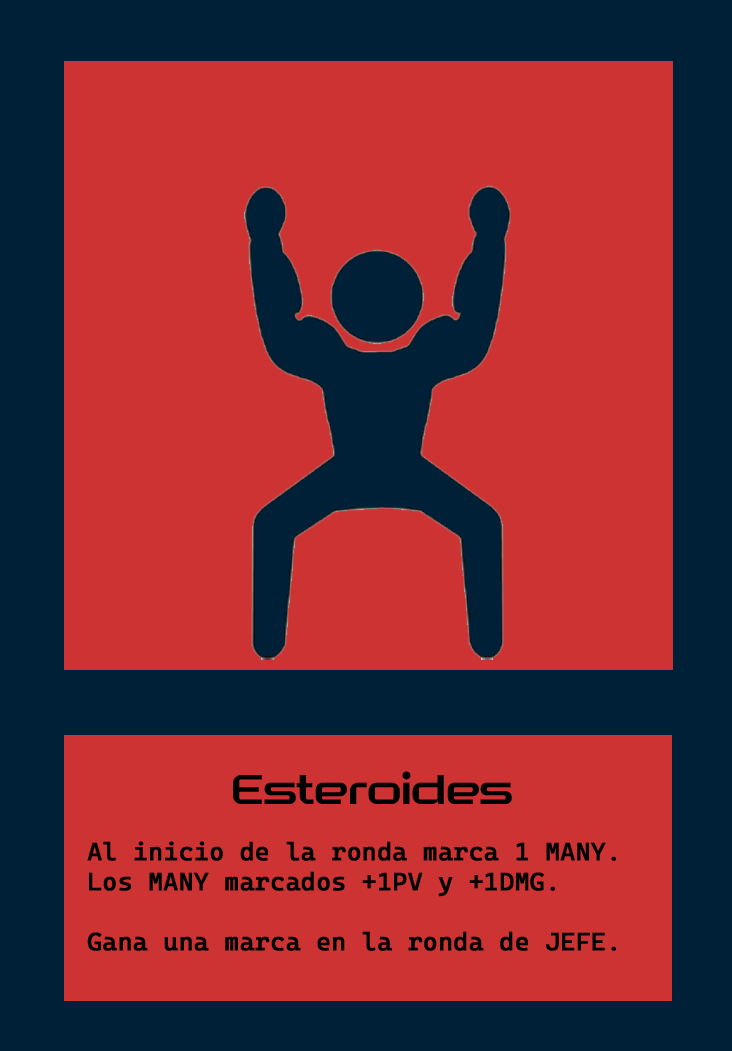 Esteroides
Al inicio de la ronda marca 1 MANY.
Los MANY marcados +1PV y +1DMG.
Gana una marca en la ronda de JEFE.